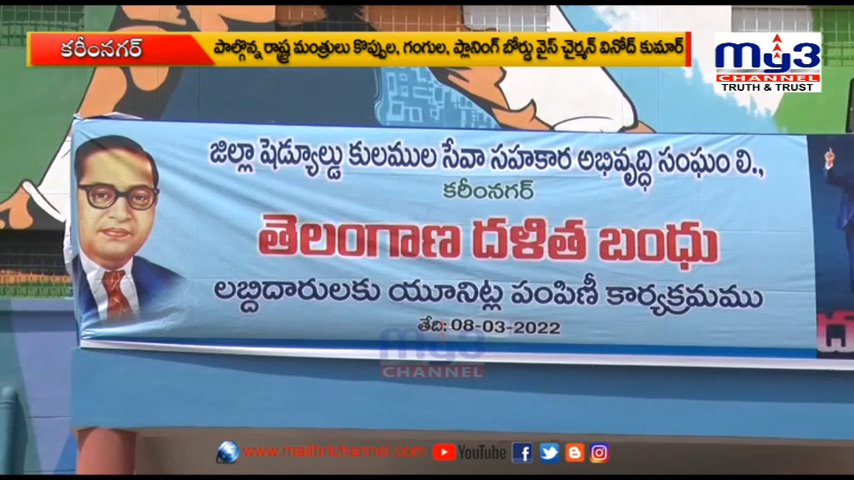 కరీంనగర్
పాల్గొన్న రాష్ట్ర మంత్రులు కొప్పుల, గంగుల, ప్లానింగ్ బోర్డు వైస్ ఛైర్మన్ వినోద్ కుమార్
my3
CHANNEL
TRUTH & TRUST
జిల్లా షెడ్యూల్డు కులముల సేవా సహకార అభివృద్ధి సంఘం లి.,
కరీంనగర్
తెలంగాణ దళిత బంధు
లబ్దిదారులకు యూనిట్ల పంపిణీ కార్యక్రమము
తేది: 08-03-2022
my3
CHANNEL
www.maithrichannel.com
YouTube